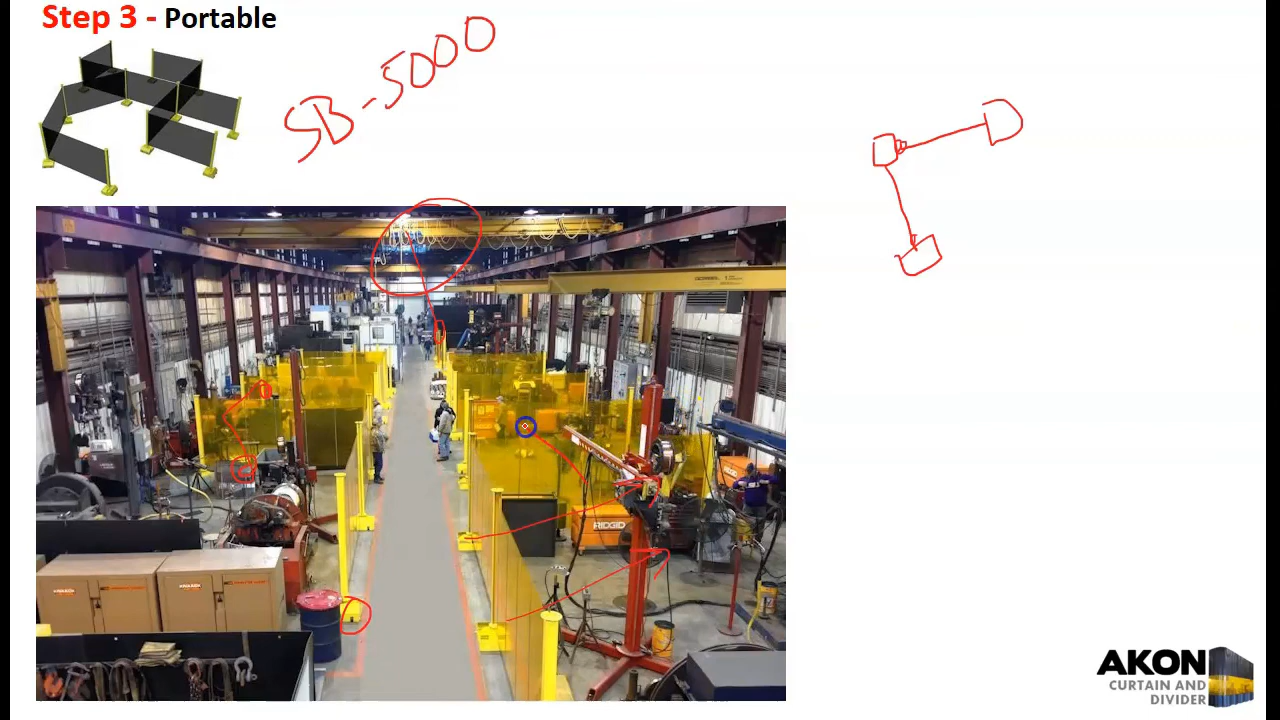 Step 3 - Portable
SB-5000
RIDGID
AKON
CURTAIN AND
DIVIDER